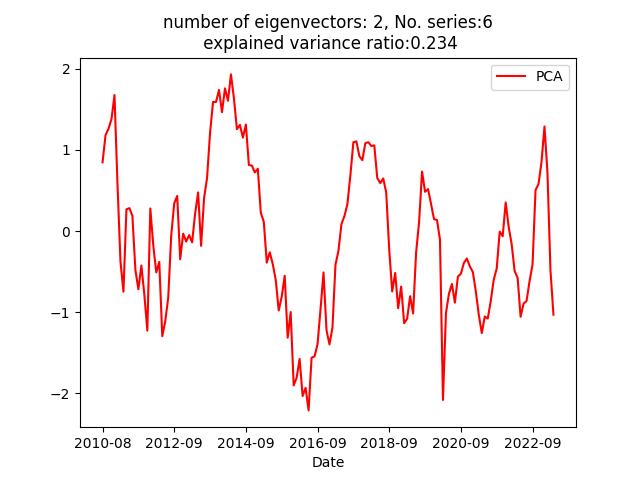 number of eigenvectors: 2, No. series:6
explained variance ratio:0.234
PCA
2
1
0
−1
−2
2010-08 2012-09 2014-09 2016-09 2018-09 2020-09 2022-09
Date